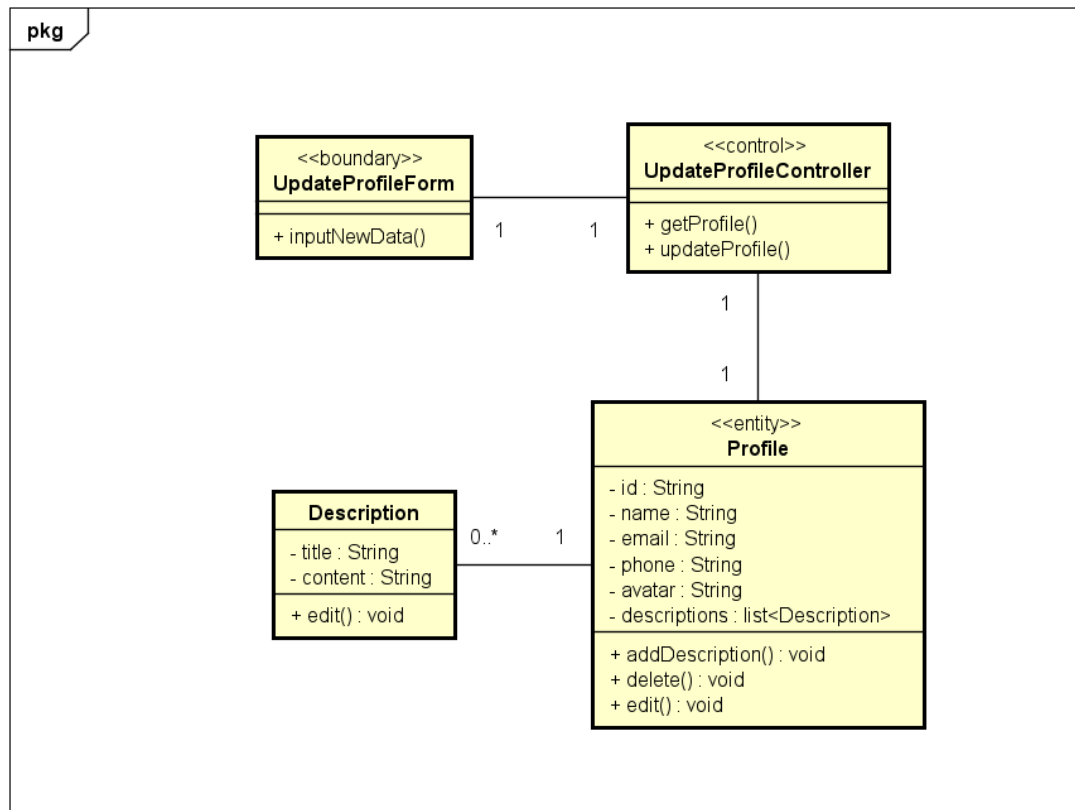 pkg
<<boundary>>
UpdateProfileForm
+ inputNewData()
1
1
<<control>>
UpdateProfileController
+ getProfile()
+ updateProfile()
1
1
<<entity>>
Profile
- id : String
- name : String
- email : String
- phone : String
- avatar : String
- descriptions : list<Description>
+ addDescription() : void
+ delete() : void
+ edit() : void
Description
- title : String
- content : String
+ edit() : void
0..*
1